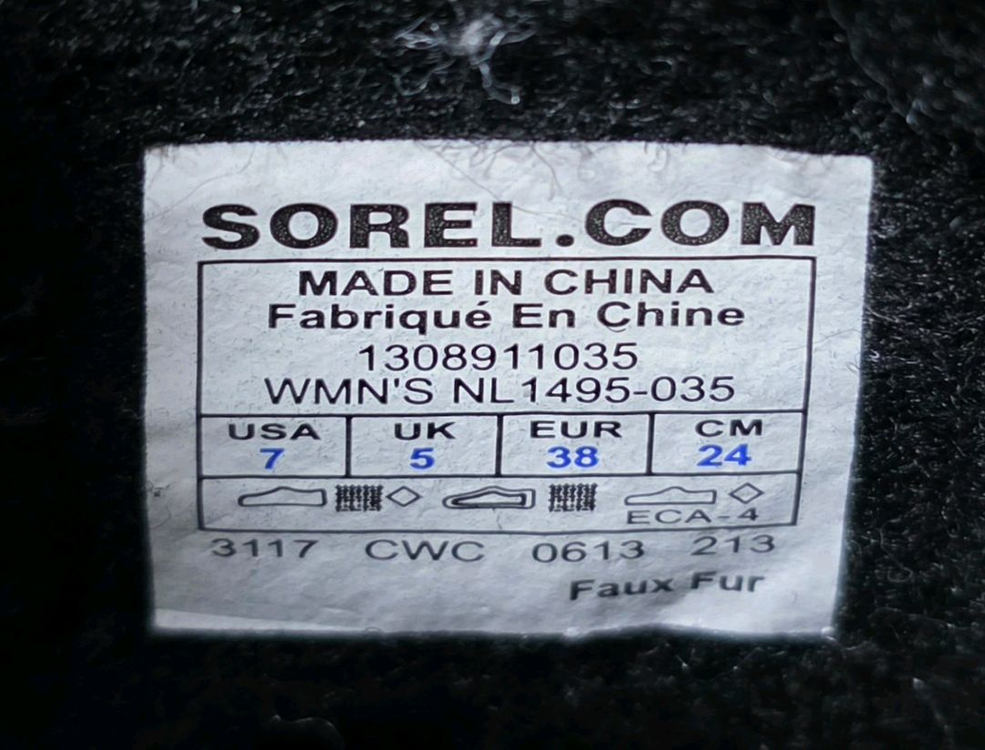 SOREL.COM
MADE IN CHINA
Fabriqué En Chine
1308911035
WMN'S NL1495-035
USA UK EUR CM
7 5 38 24
ECA-4
3117 CWC 0613 213
Faux Fur